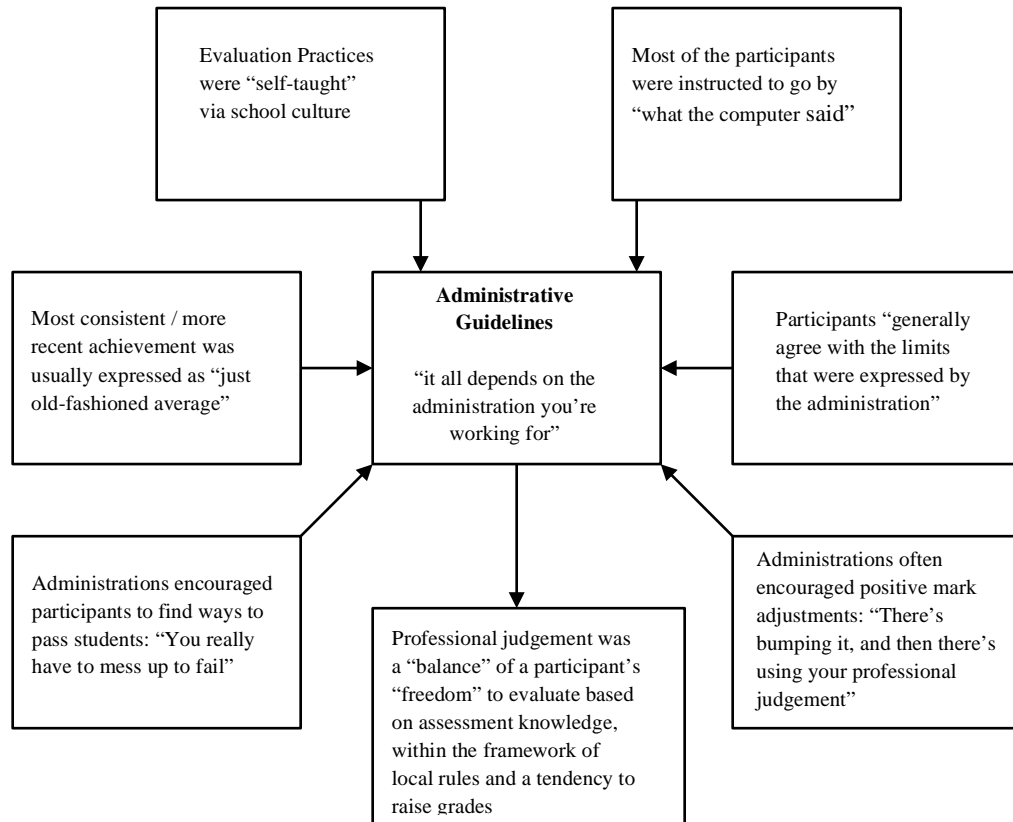 Evaluation Practices
were “self-taught”
via school culture
Most of the participants
were instructed to go by
“what the computer said”
Most consistent / more
recent achievement was
usually expressed as “just
old-fashioned average”
Administrative
Guidelines
“it all depends on the
administration you’re
working for”
Participants “generally
agree with the limits
that were expressed by
the administration”
Administrations encouraged
participants to find ways to
pass students: “You really
have to mess up to fail”
Professional judgement was
a “balance” of a participant’s
“freedom” to evaluate based
on assessment knowledge,
within the framework of
local rules and a tendency to
raise grades
Administrations often
encouraged positive mark
adjustments: “There’s
bumping it, and then there’s
using your professional
judgement”